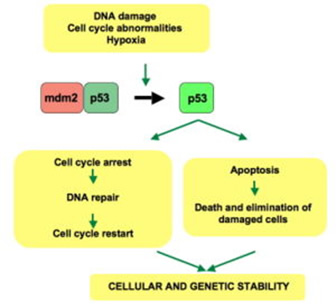 DNA damage
Cell cycle abnormalities
Hypoxia
mdm2 p53 p53
Cell cycle arrest
DNA repair
Cell cycle restart
Apoptosis
Death and elimination of
damaged cells
CELLULAR AND GENETIC STABILITY